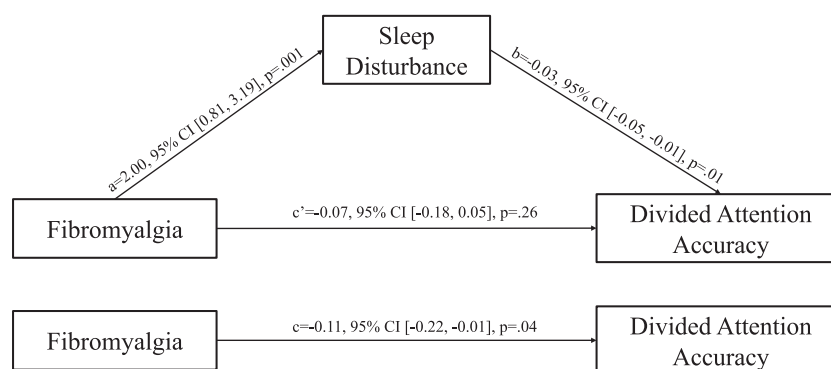 Sleep
Disturbance
a=2.00, 95% CI [0.81, 3.19], p=.001
b=-0.03, 95% CI [-0.05, -0.01], p=.01
Fibromyalgia
c’=-0.07, 95% CI [-0.18, 0.05], p=.26
Divided Attention
Accuracy
Fibromyalgia
c=-0.11, 95% CI [-0.22, -0.01], p=.04
Divided Attention
Accuracy